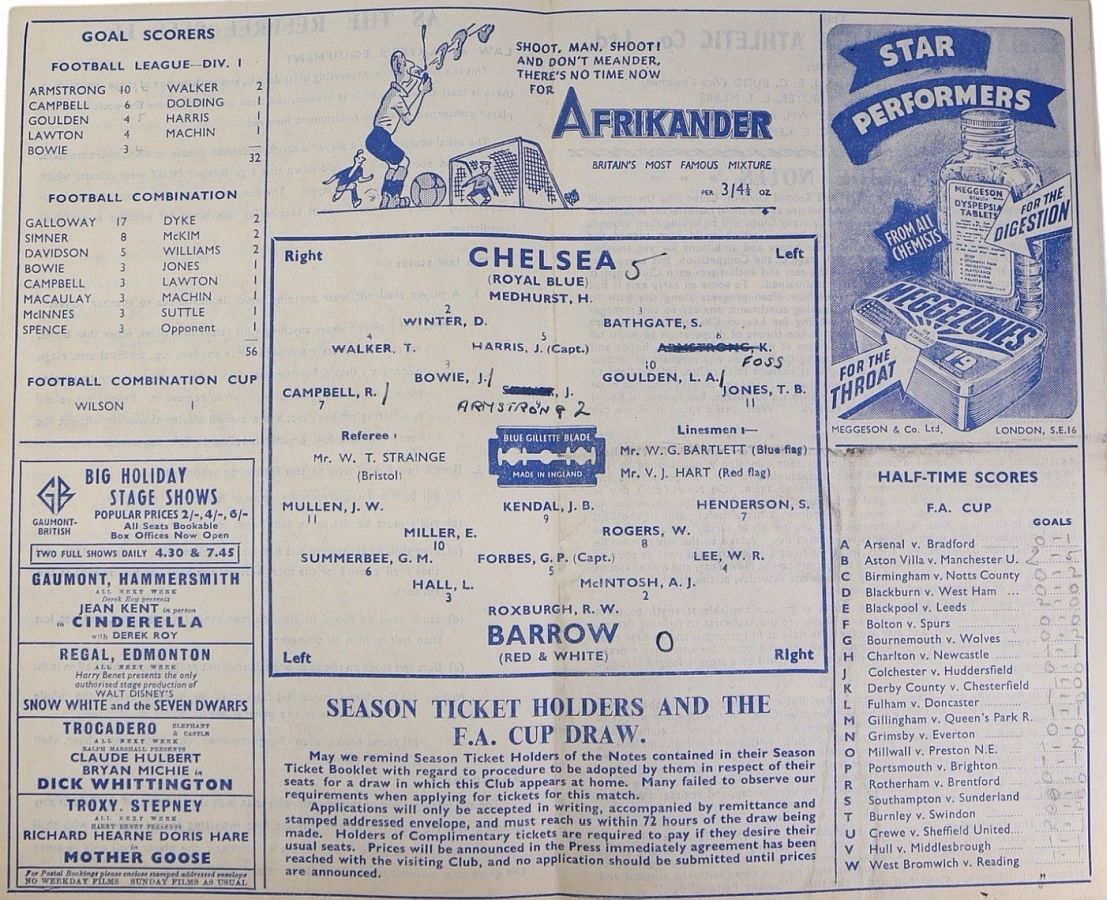 GOAL SCORERS
FOOTBALL LEAGUE—DIV. I
ARMSTRONG 10 WALKER 2
CAMPBELL 6 DOLDING 1
GOULDEN 4 5 HARRIS 1
LAWTON 4 MACHIN 1
BOWIE 3 4
32
FOOTBALL COMBINATION
GALLOWAY 17 DYKE 2
SIMNER 8 McKIM 2
DAVIDSON 5 WILLIAMS 2
BOWIE 3 JONES 1
CAMPBELL 3 LAWTON 1
MACAULAY 3 MACHIN 1
McINNES 3 SUTTLE 1
SPENCE 3 Opponent 1
56
FOOTBALL COMBINATION CUP
WILSON 1
GB
GAUMONT-
BRITISH
BIG HOLIDAY
STAGE SHOWS
POPULAR PRICES 2/-, 4/-, 6/-
All Seats Bookable
Box Offices Now Open
TWO FULL SHOWS DAILY 4.30 & 7.45
GAUMONT, HAMMERSMITH
ALL NEXT WEEK
Derek Roy presents
JEAN KENT in person
in CINDERELLA
with DEREK ROY
REGAL, EDMONTON
ALL NEXT WEEK
Harry Benet presents the only
authorised stage production of
WALT DISNEY'S
SNOW WHITE and the SEVEN DWARFS
TROCADERO ELEPHANT & CASTLE
ALL NEXT WEEK
RALPH MARSHALL PRESENTS
CLAUDE HULBERT
BRYAN MICHIE in
DICK WHITTINGTON
TROXY, STEPNEY
ALL NEXT WEEK
HARRY BENET PRESENTS
RICHARD HEARNE DORIS HARE
in
MOTHER GOOSE
For Postal Bookings please enclose stamped addressed envelope
NO WEEKDAY FILMS SUNDAY FILMS AS USUAL
SHOOT, MAN, SHOOT!
AND DON'T MEANDER,
THERE'S NO TIME NOW
FOR
AFRIKANDER
BRITAIN'S MOST FAMOUS MIXTURE
PER 3/4½ OZ.
Right CHELSEA 5 Left
(ROYAL BLUE)
MEDHURST, H.
2 3
WINTER, D. BATHGATE, S.
4 5 6
WALKER, T. HARRIS, J. (Capt.) ARMSTRONG, K.
FOSS
9 10
BOWIE, J./ GOULDEN, L. A./
CAMPBELL, R./ J. JONES, T. B.
7 11
ARMSTRONG 2
Referee : Linesmen :—
Mr. W. T. STRAINGE
(Bristol)
BLUE GILLETTE BLADE
MADE IN ENGLAND
Mr. W. G. BARTLETT (Blue flag)
Mr. V. J. HART (Red flag)
MULLEN, J. W. KENDAL, J. B. HENDERSON, S.
11 9 7
MILLER, E. ROGERS, W.
10 8
SUMMERBEE, G. M. FORBES, G. P. (Capt.) LEE, W. R.
6 5 4
HALL, L. McINTOSH, A. J.
3 2
ROXBURGH, R. W.
BARROW 0
Left (RED & WHITE) Right
SEASON TICKET HOLDERS AND THE
F.A. CUP DRAW.
May we remind Season Ticket Holders of the Notes contained in their Season
Ticket Booklet with regard to procedure to be adopted by them in respect of their
seats for a draw in which this Club appears at home. Many failed to observe our
requirements when applying for tickets for this match.
Applications will only be accepted in writing, accompanied by remittance and
stamped addressed envelope, and must reach us within 72 hours of the draw being
made. Holders of Complimentary tickets are required to pay if they desire their
usual seats. Prices will be announced in the Press immediately agreement has been
reached with the visiting Club, and no application should be submitted until prices
are announced.
STAR
PERFORMERS
MEGGESON
BISMUTH
DYSPEPSIA
TABLETS
FOR THE
DIGESTION
FROM ALL
CHEMISTS
MEGGEZONES
FOR THE
THROAT
MEGGESON & Co. Ltd, LONDON, S.E.16
HALF-TIME SCORES
F.A. CUP
GOALS
A Arsenal v. Bradford
B Aston Villa v. Manchester U.
C Birmingham v. Notts County
D Blackburn v. West Ham
E Blackpool v. Leeds
F Bolton v. Spurs
G Bournemouth v. Wolves
H Charlton v. Newcastle
J Colchester v. Huddersfield
K Derby County v. Chesterfield
L Fulham v. Doncaster
M Gillingham v. Queen's Park R.
N Grimsby v. Everton
O Millwall v. Preston N.E.
P Portsmouth v. Brighton
R Rotherham v. Brentford
S Southampton v. Sunderland
T Burnley v. Swindon
U Crewe v. Sheffield United
V Hull v. Middlesbrough
W West Bromwich v. Reading